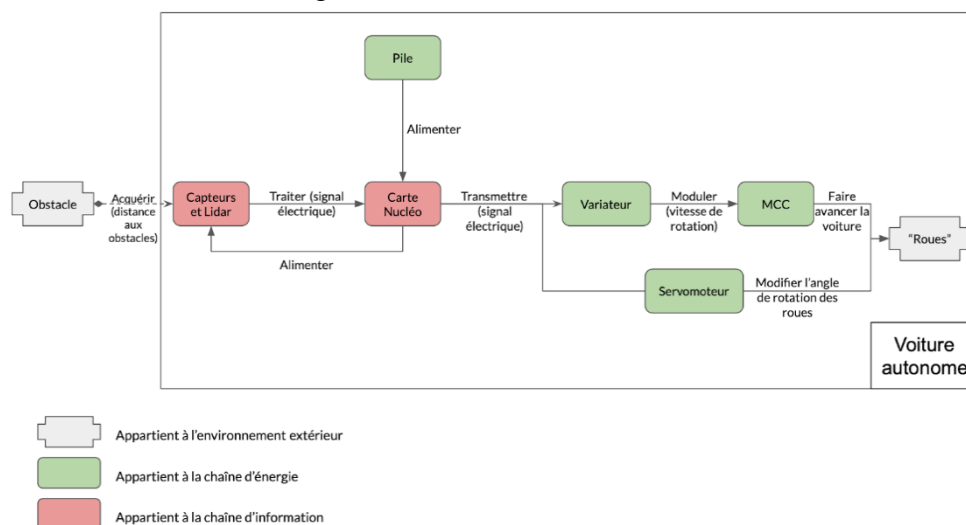 Pile
Alimenter
Obstacle
Acquérir
(distance
aux
obstacles)
Capteurs
et Lidar
Traiter (signal
électrique)
Carte
Nucléo
Transmettre
(signal
électrique)
Variateur
Moduler
(vitesse de
rotation)
MCC
Faire
avancer la
voiture
"Roues"
Alimenter
Servomoteur
Modifier l'angle
de rotation des
roues
Voiture
autonome
Appartient à l'environnement extérieur
Appartient à la chaîne d'énergie
Appartient à la chaîne d'information